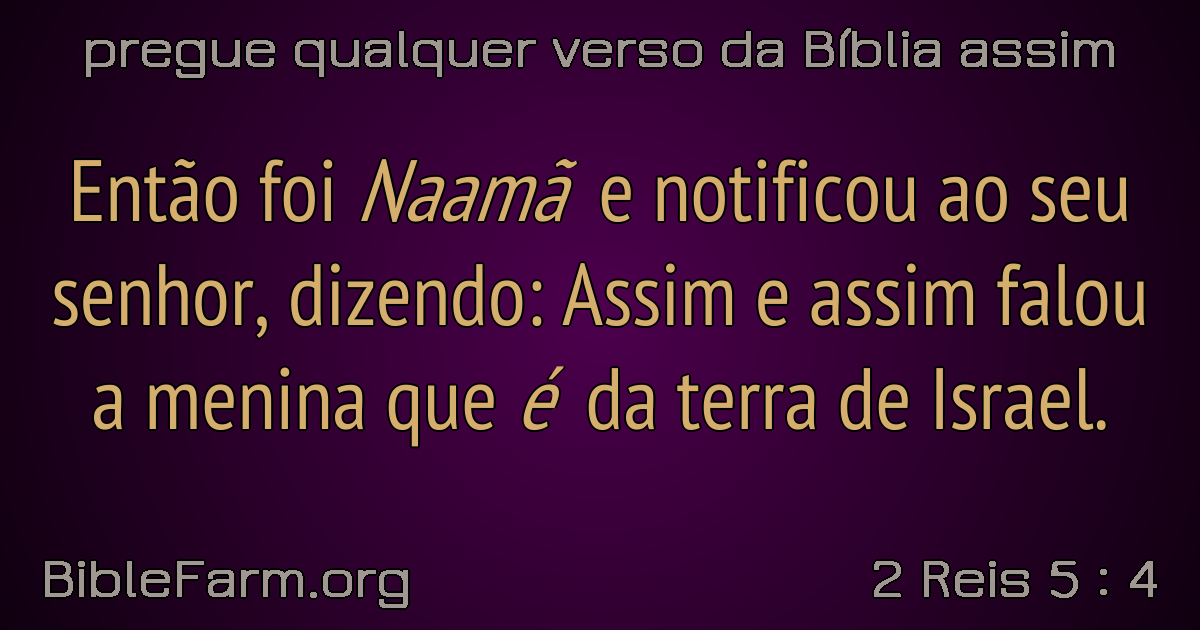 pregue qualquer verso da Bíblia assim
Então foi Naamã e notificou ao seu
senhor, dizendo: Assim e assim falou
a menina que é da terra de Israel.
BibleFarm.org
2 Reis 5 : 4